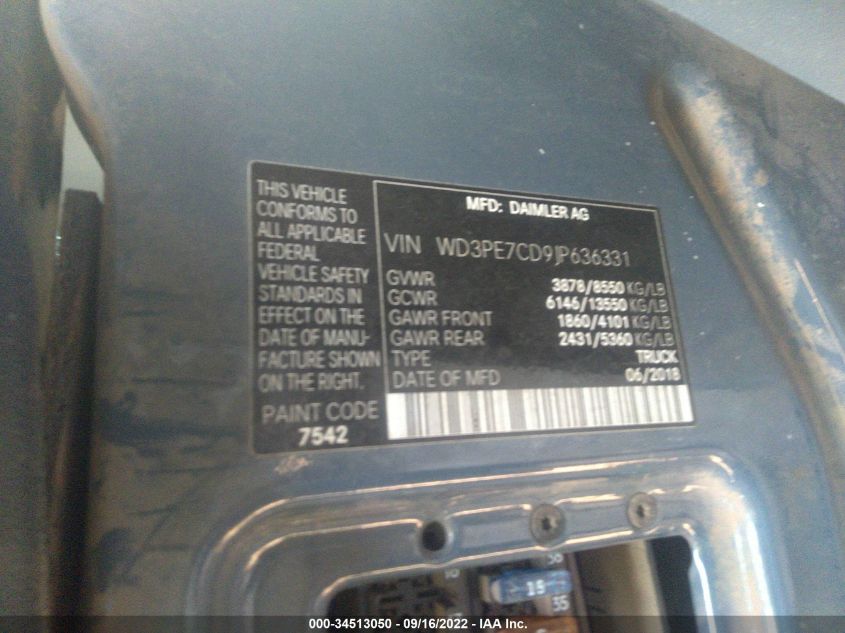 THIS VEHICLE
CONFORMS TO
ALL APPLICABLE
FEDERAL
VEHICLE SAFETY
STANDARDS IN
EFFECT ON THE
DATE OF MANU-
FACTURE SHOWN
ON THE RIGHT.
PAINT CODE
7542
MFD: DAIMLER AG
VIN WD3PE7CD9JP636331
GVWR 3878/8550 KG/LB
GCWR 6146/13550 KG/LB
GAWR FRONT 1860/4101 KG/LB
GAWR REAR 2431/5360 KG/LB
TYPE TRUCK
DATE OF MFD 06/2018
15
35
000-34513050 - 09/16/2022 - IAA Inc.